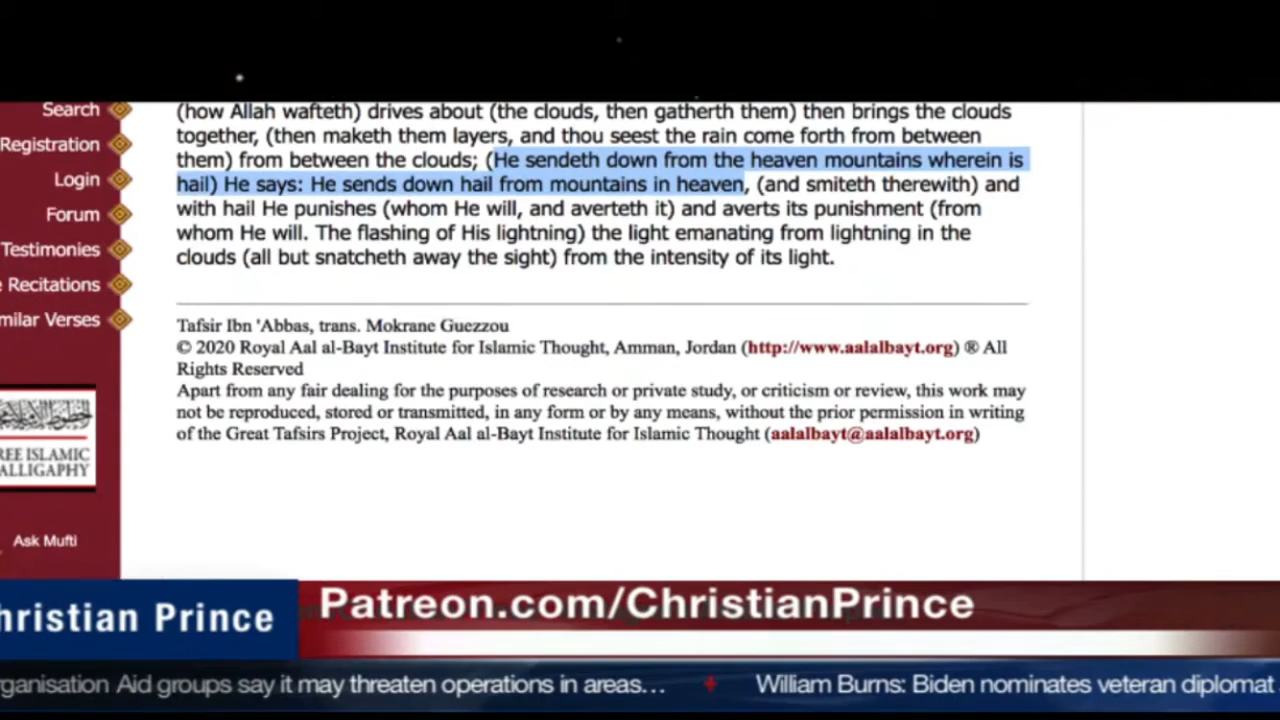 Search
Registration
Login
Forum
Testimonies
Recitations
milar Verses
REE ISLAMIC
ALLIGAPHY
Ask Mufti
(how Allah wafteth) drives about (the clouds, then gatherth them) then brings the clouds
together, (then maketh them layers, and thou seest the rain come forth from between
them) from between the clouds; (He sendeth down from the heaven mountains wherein is
hail) He says: He sends down hail from mountains in heaven, (and smiteth therewith) and
with hail He punishes (whom He will, and averteth it) and averts its punishment (from
whom He will. The flashing of His lightning) the light emanating from lightning in the
clouds (all but snatcheth away the sight) from the intensity of its light.
Tafsir Ibn 'Abbas, trans. Mokrane Guezzou
© 2020 Royal Aal al-Bayt Institute for Islamic Thought, Amman, Jordan (http://www.aalalbayt.org) ® All
Rights Reserved
Apart from any fair dealing for the purposes of research or private study, or criticism or review, this work may
not be reproduced, stored or transmitted, in any form or by any means, without the prior permission in writing
of the Great Tafsirs Project, Royal Aal al-Bayt Institute for Islamic Thought (aalalbayt@aalalbayt.org)
hristian Prince
Patreon.com/ChristianPrince
rganisation Aid groups say it may threaten operations in areas... William Burns: Biden nominates veteran diplomat